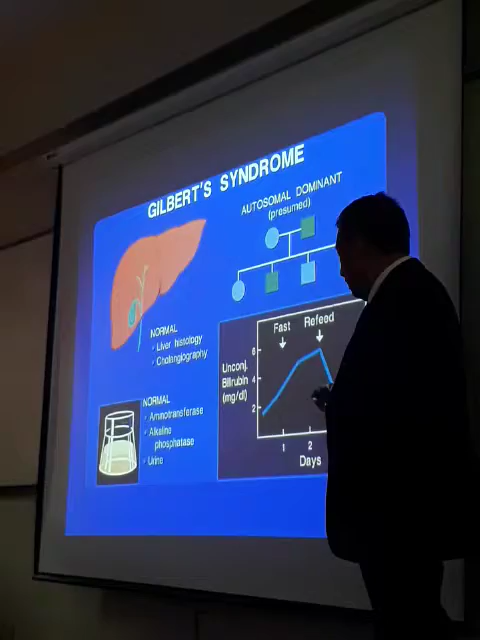 GILBERT'S SYNDROME
AUTOSOMAL DOMINANT
(presumed)
NORMAL
- Liver histology
- Cholangiography
NORMAL
- Aminotransferase
- Alkaline
phosphatase
- Urine
Fast
Refeed
Unconj.
Bilirubin
(mg/dl)
6
4
2
1
2
Days